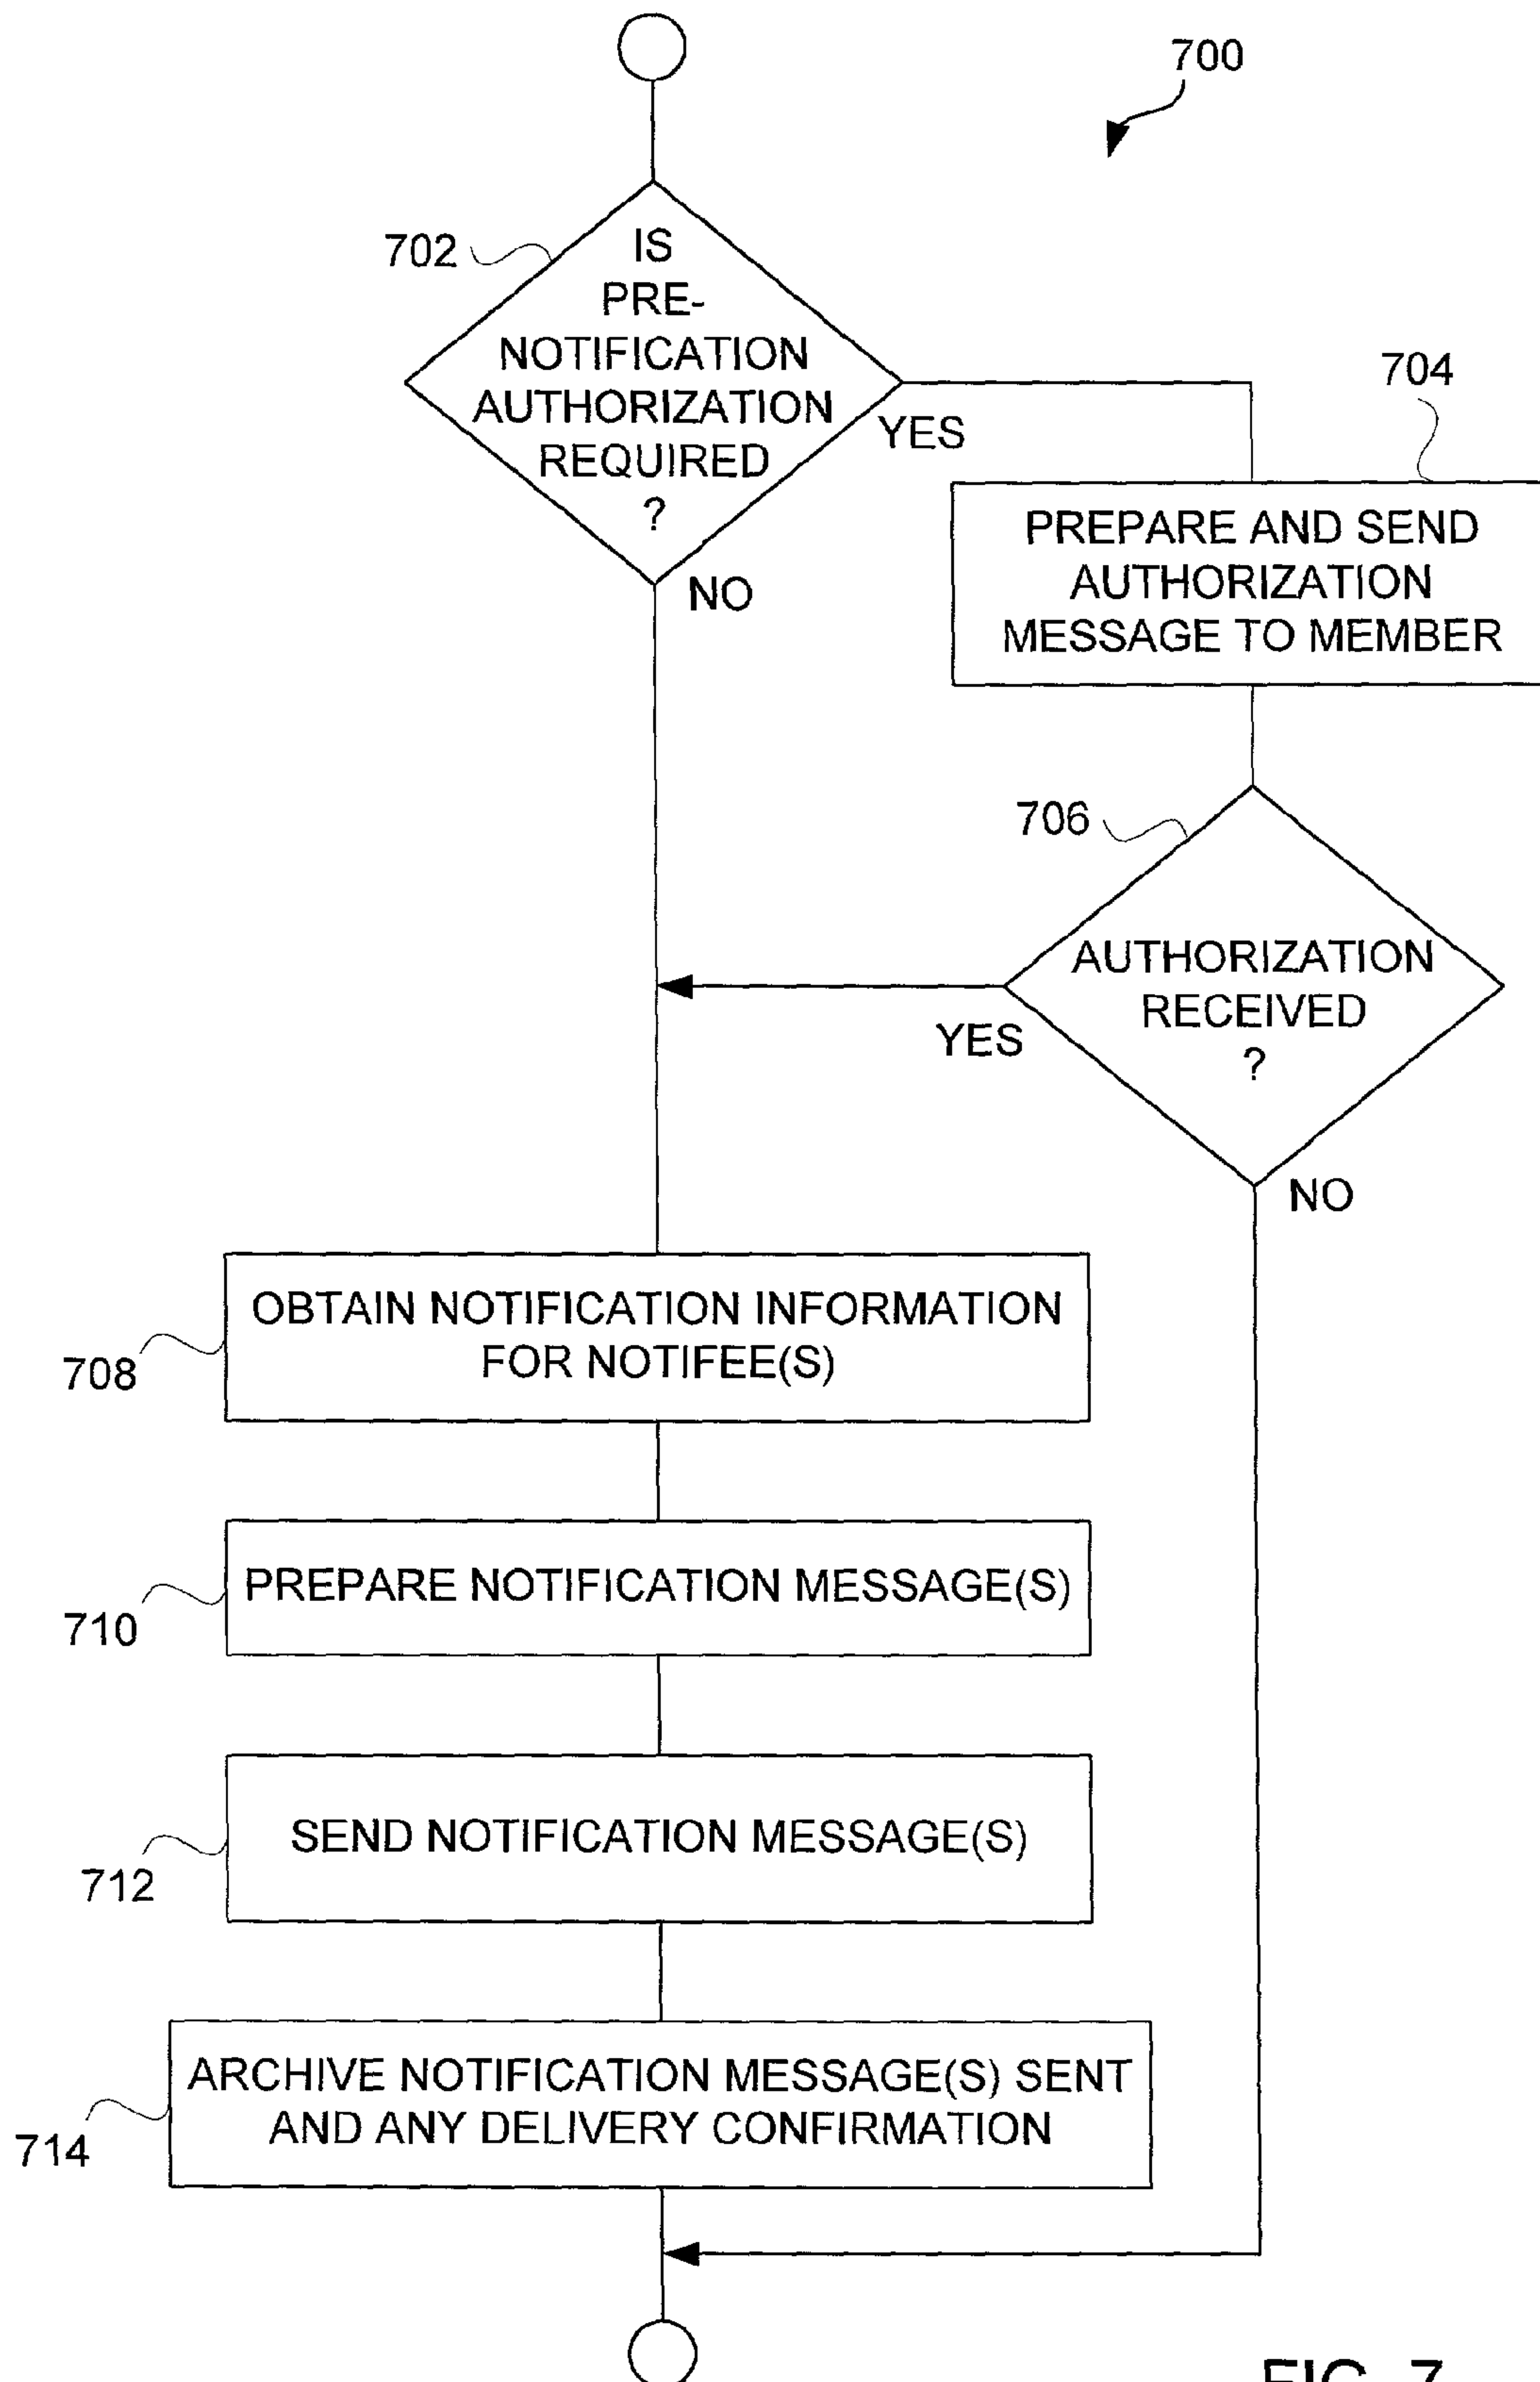 700
702
IS
PRE-
NOTIFICATION
AUTHORIZATION
REQUIRED
?
YES
NO
704
PREPARE AND SEND
AUTHORIZATION
MESSAGE TO MEMBER
706
AUTHORIZATION
RECEIVED
?
YES
NO
708
OBTAIN NOTIFICATION INFORMATION
FOR NOTIFEE(S)
710
PREPARE NOTIFICATION MESSAGE(S)
712
SEND NOTIFICATION MESSAGE(S)
714
ARCHIVE NOTIFICATION MESSAGE(S) SENT
AND ANY DELIVERY CONFIRMATION
FIG. 7